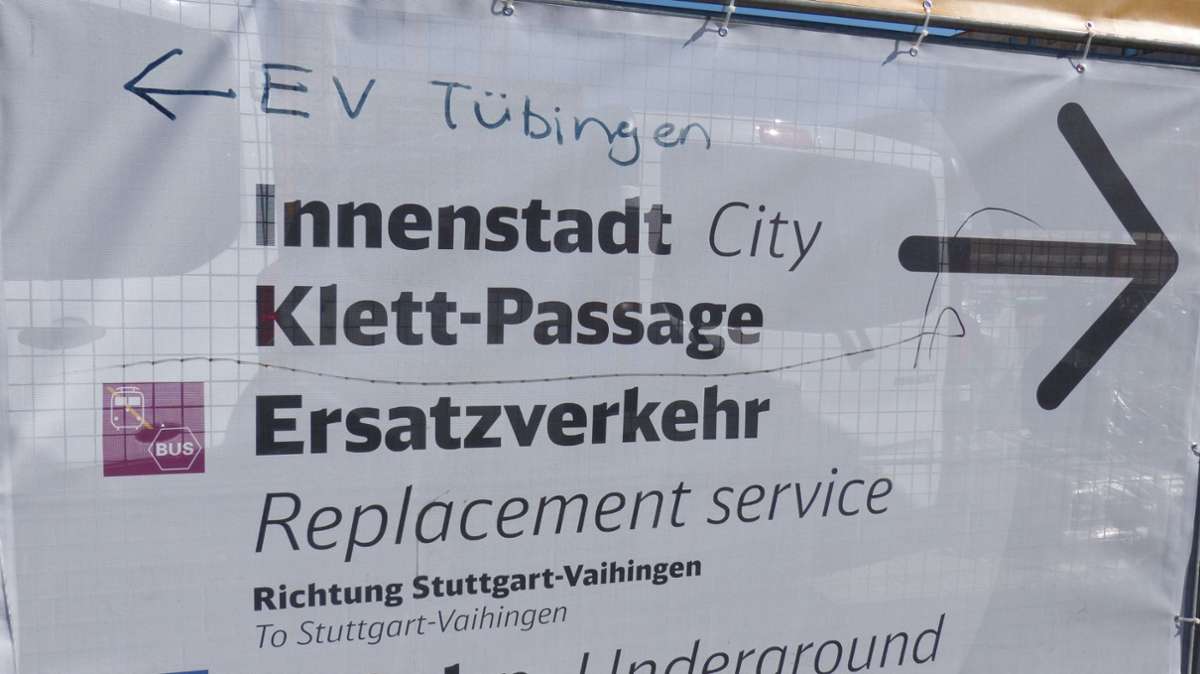 ← EV Tübingen
Innenstadt City
Klett-Passage
BUS
Ersatzverkehr
Replacement service
Richtung Stuttgart-Vaihingen
To Stuttgart-Vaihingen
Underground